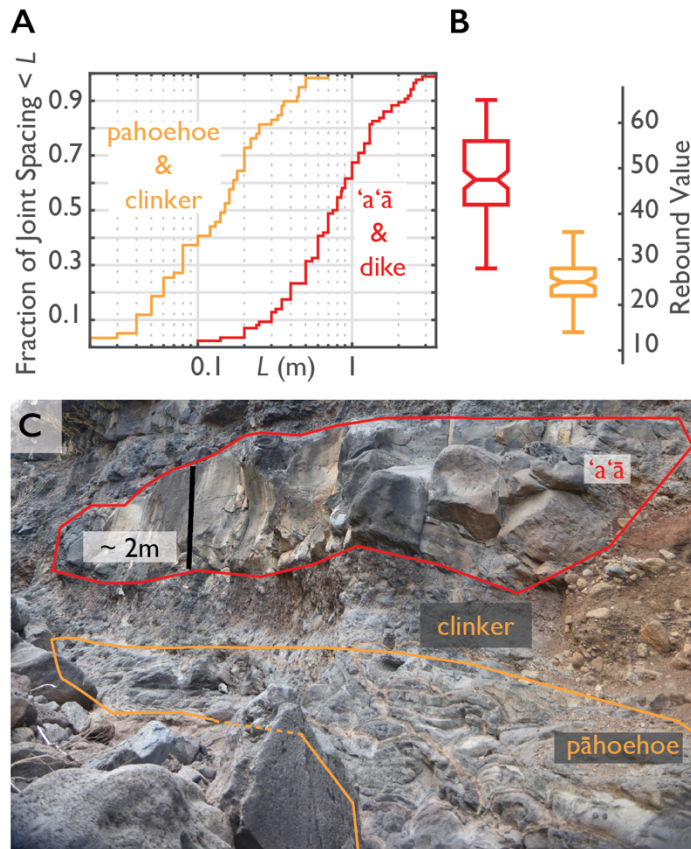 A
B
Fraction of Joint Spacing < L
0.9
0.7
0.5
0.3
0.1
pahoehoe
&
clinker
ʻaʻā
&
dike
0.1
L (m)
1
60
50
40
30
20
10
Rebound Value
C
ʻaʻā
~ 2m
clinker
pāhoehoe